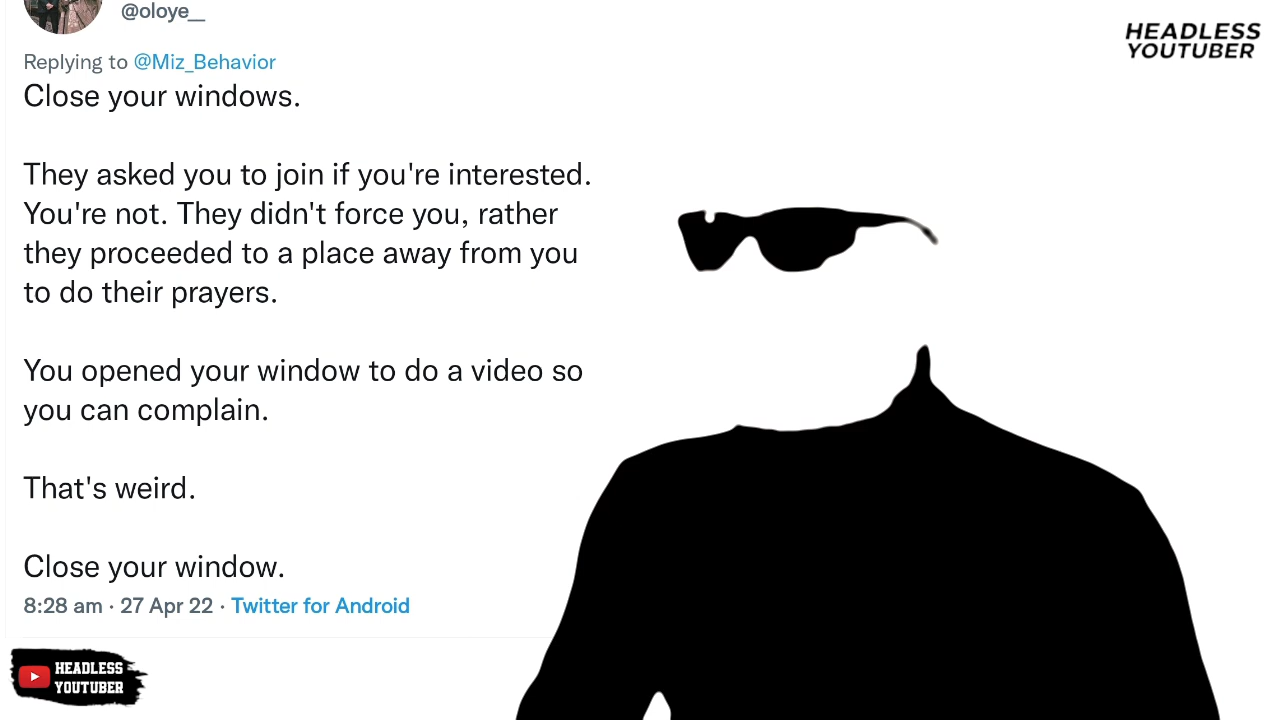 @oloye__
HEADLESS
YOUTUBER
Replying to @Miz_Behavior
Close your windows.
They asked you to join if you're interested.
You're not. They didn't force you, rather
they proceeded to a place away from you
to do their prayers.
You opened your window to do a video so
you can complain.
That's weird.
Close your window.
8:28 am · 27 Apr 22 · Twitter for Android
HEADLESS
YOUTUBER